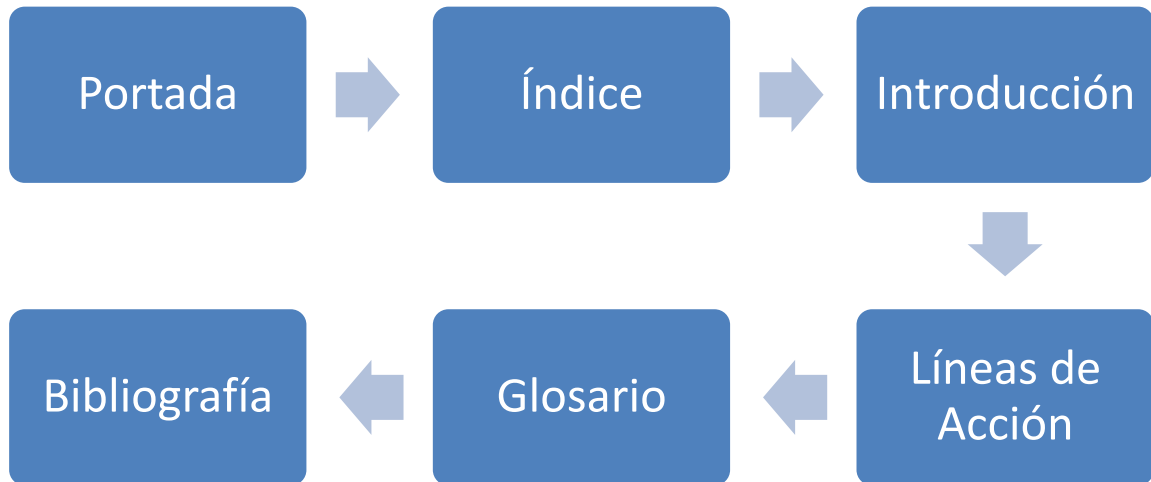 Portada
Índice
Introducción
Líneas de
Acción
Glosario
Bibliografía